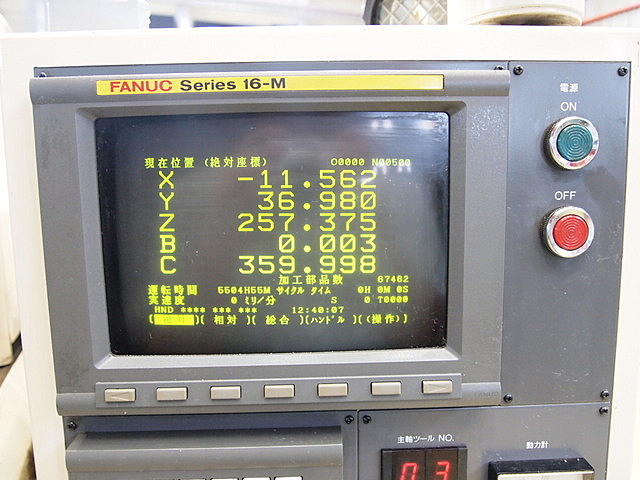 FANUC Series 16-M
現在位置 (絶対座標) O0000 N00500
X -11.562
Y 36.980
Z 257.375
B 0.003
C 359.998
加工部品数 67462
運転時間 5504H55M サイクル タイム 0H 0M 0S
実速度 0 ミリ/分 S 0 T0000
HND **** *** *** 12:40:07
[ 絶対 ][ 相対 ][ 総合 ][ハンドル ][(操作)]
電源
ON
OFF
FANUC
主軸ツール NO.
03
動力計